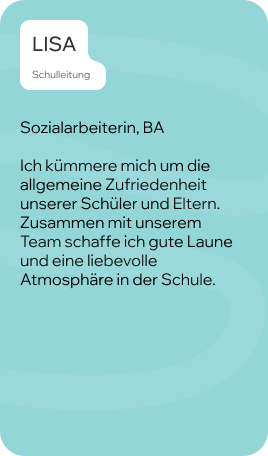 LISA
Schulleitung
Sozialarbeiterin, BA
Ich kümmere mich um die
allgemeine Zufriedenheit
unserer Schüler und Eltern.
Zusammen mit unserem
Team schaffe ich gute Laune
und eine liebevolle
Atmosphäre in der Schule.